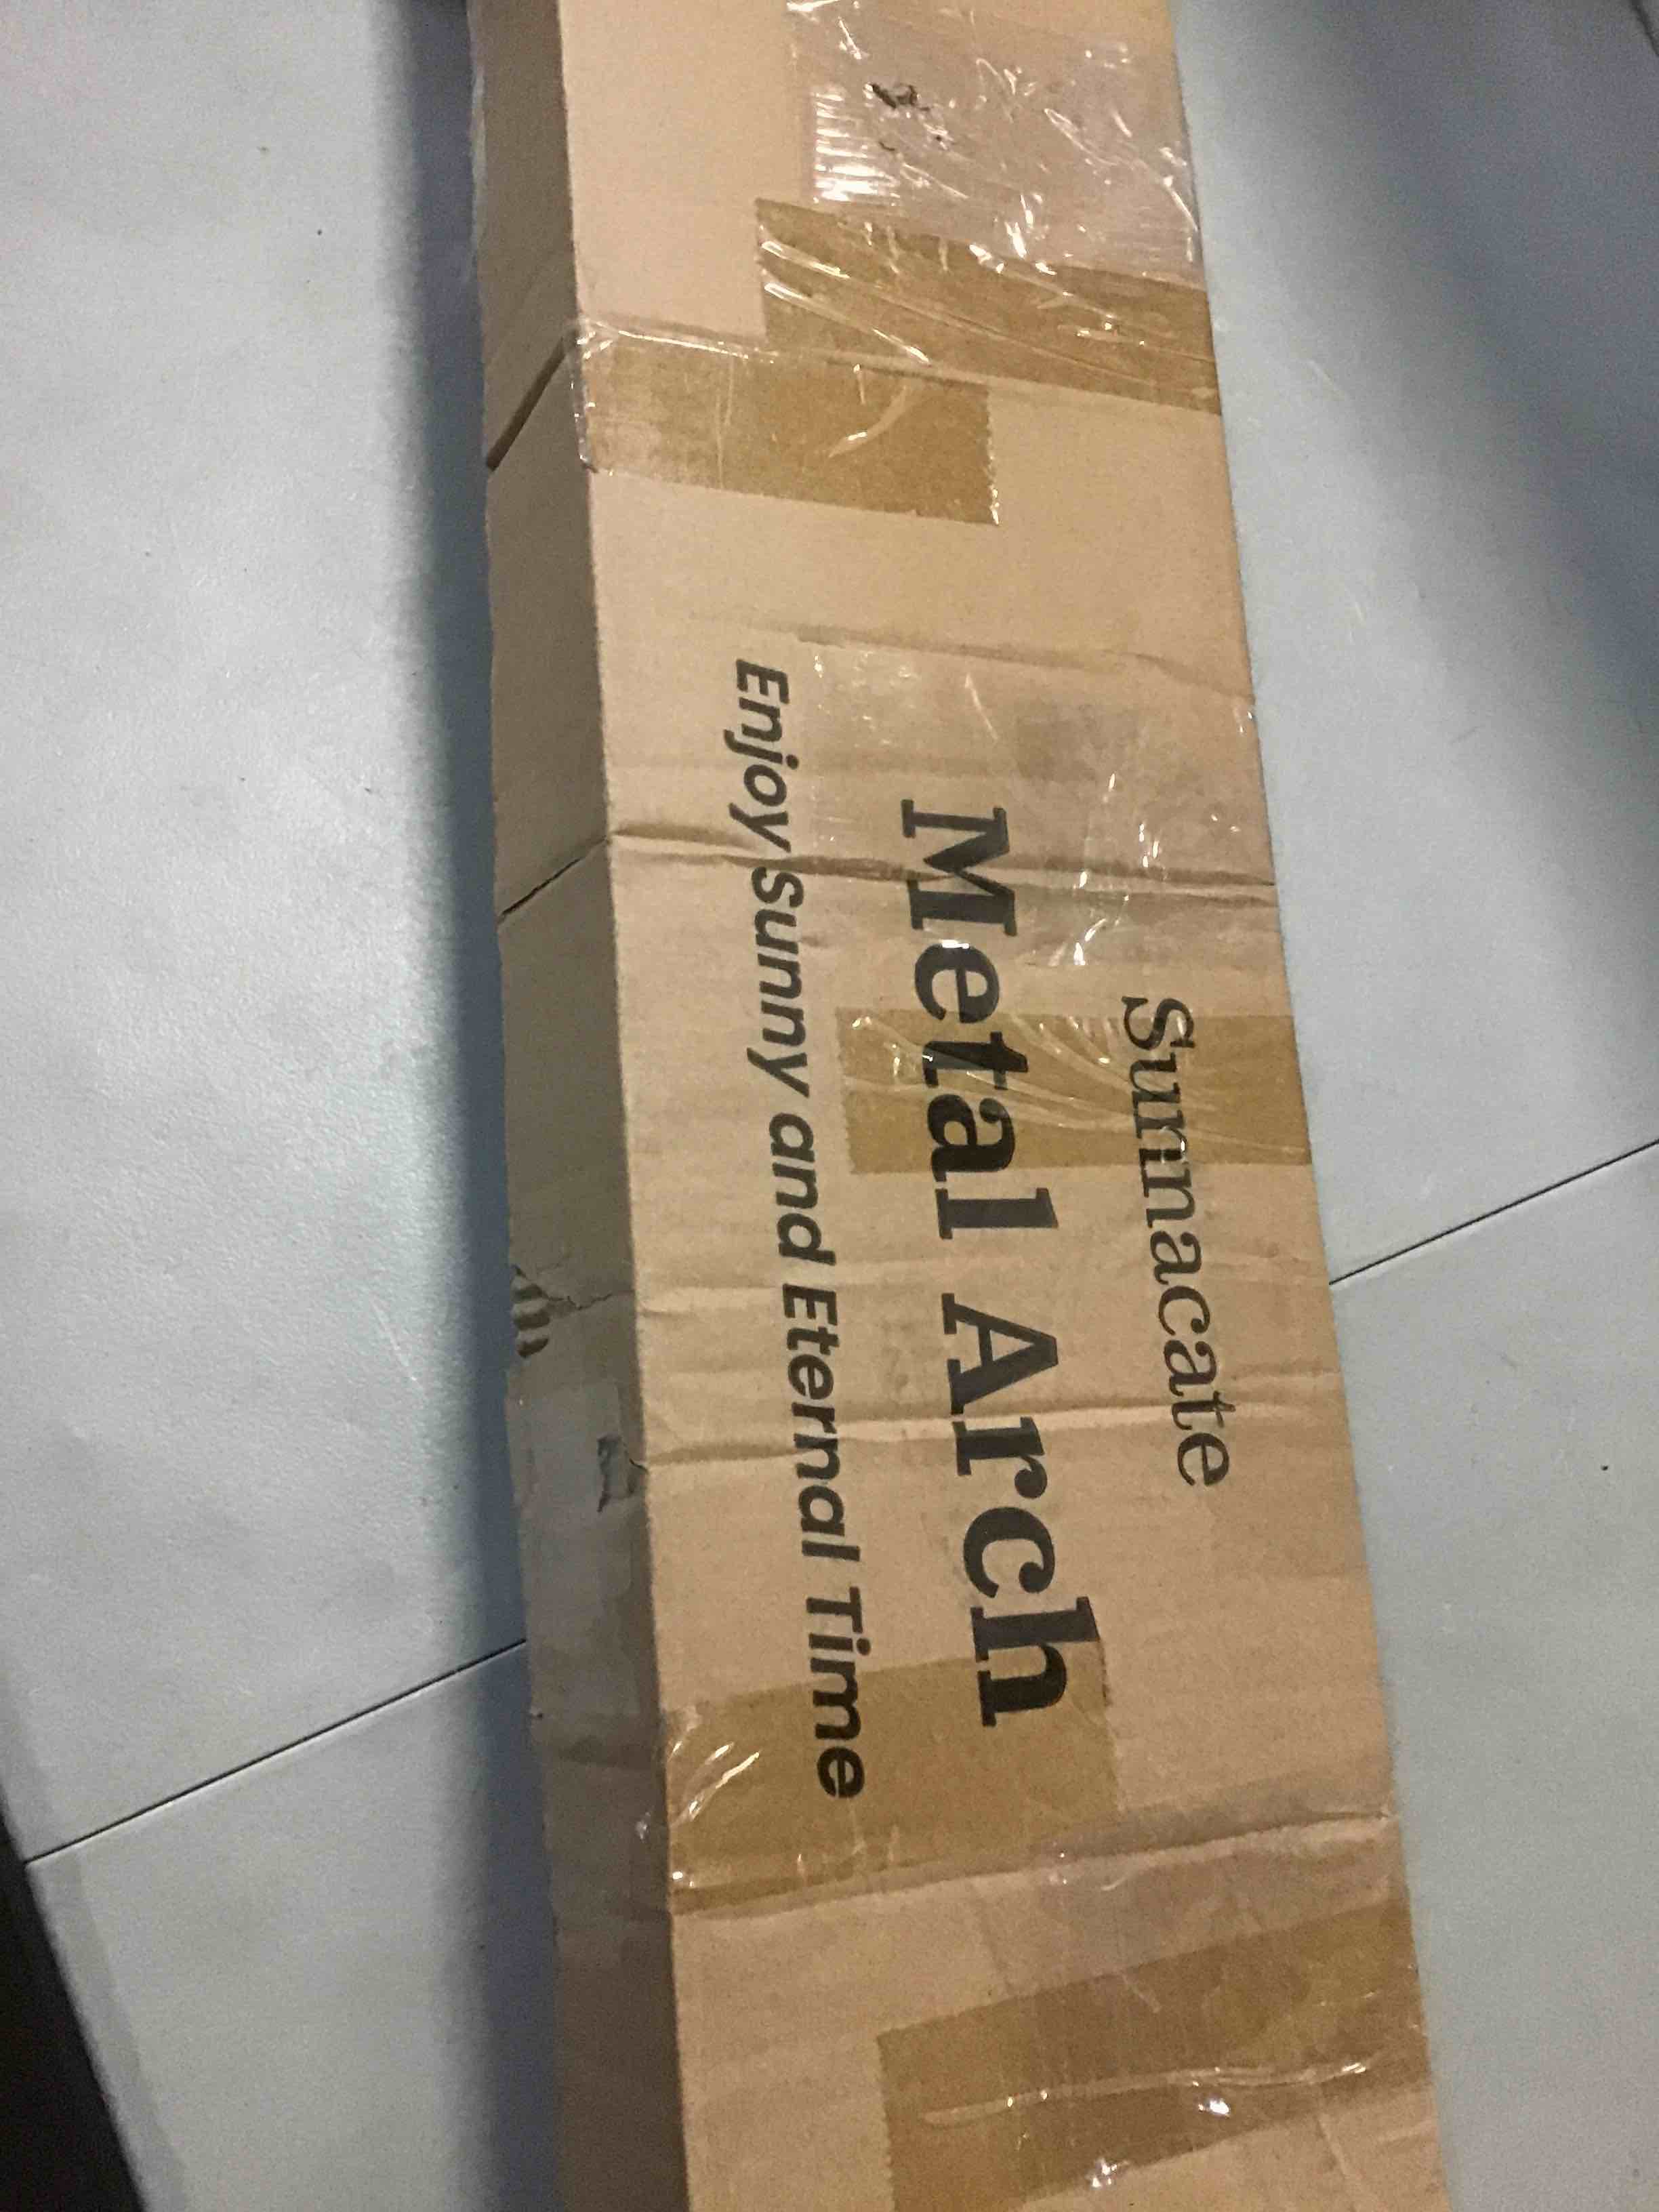 Sunnacate
Metal Arch
Enjoy Sunny and Eternal Time